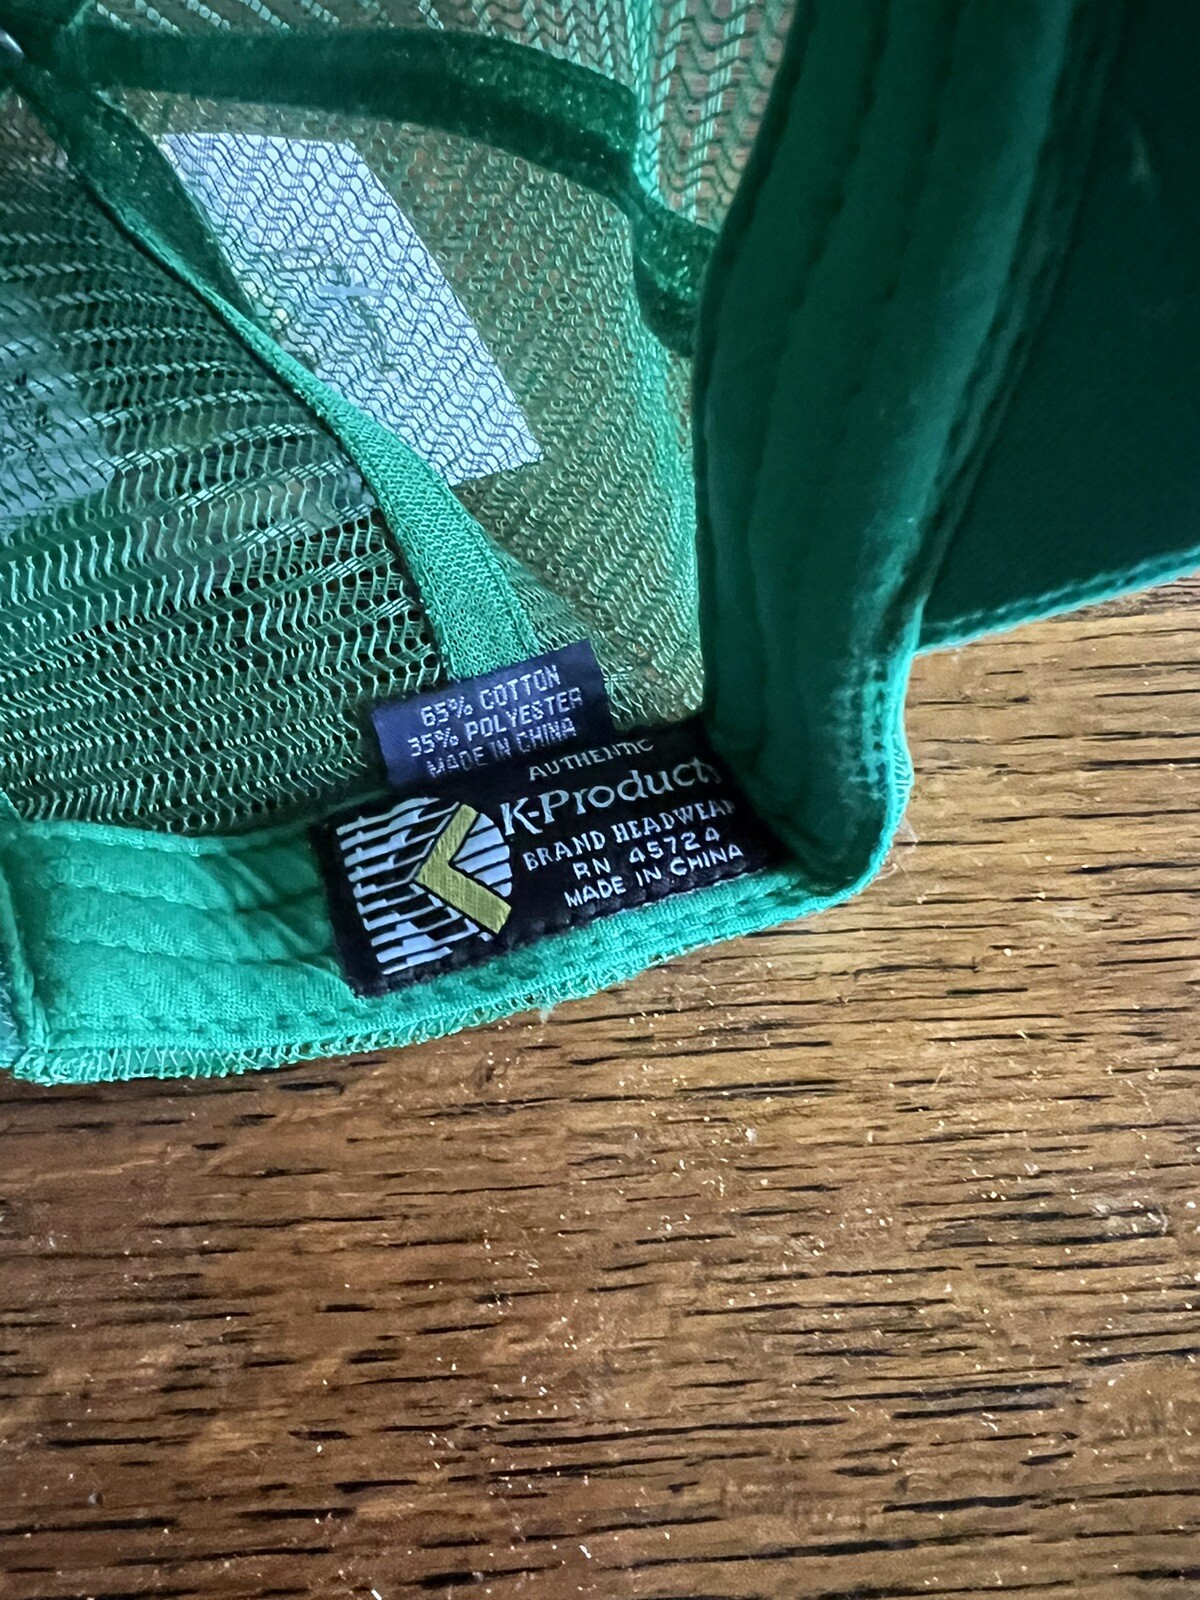 65% COTTON
35% POLYESTER
MADE IN CHINA
AUTHENTIC
K-Products
BRAND HEADWEAR
RN 45724
MADE IN CHINA